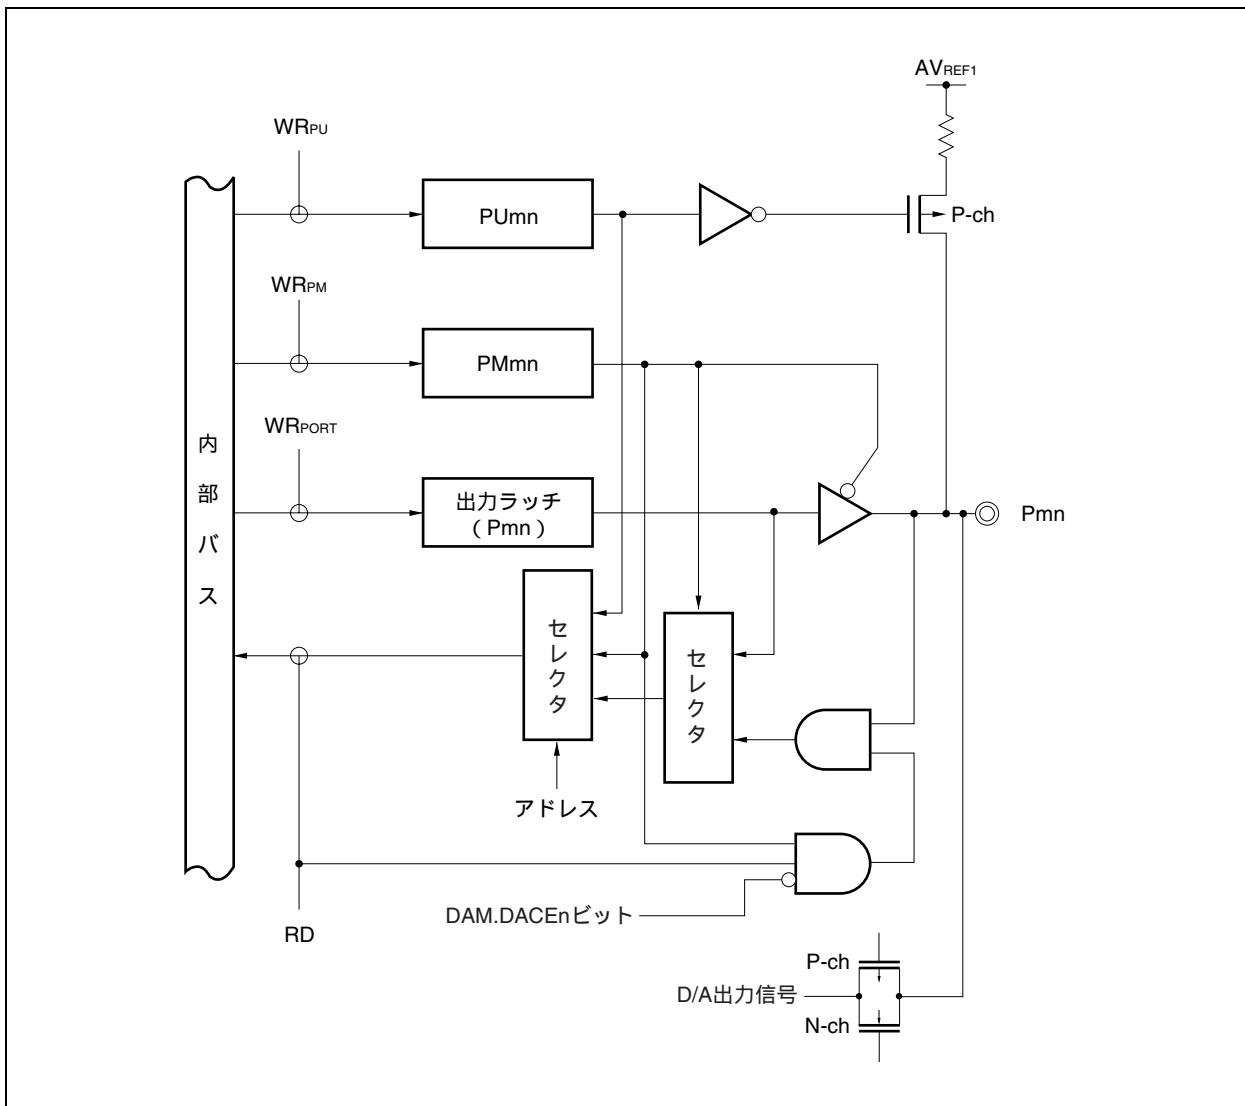 AVREF1
WRPU
PUmn
P-ch
WRPM
PMmn
WRPORT
内部バス
出力ラッチ
（Pmn）
Pmn
セレクタ
セレクタ
アドレス
DAM.DACEnビット
RD
P-ch
D/A出力信号
N-ch